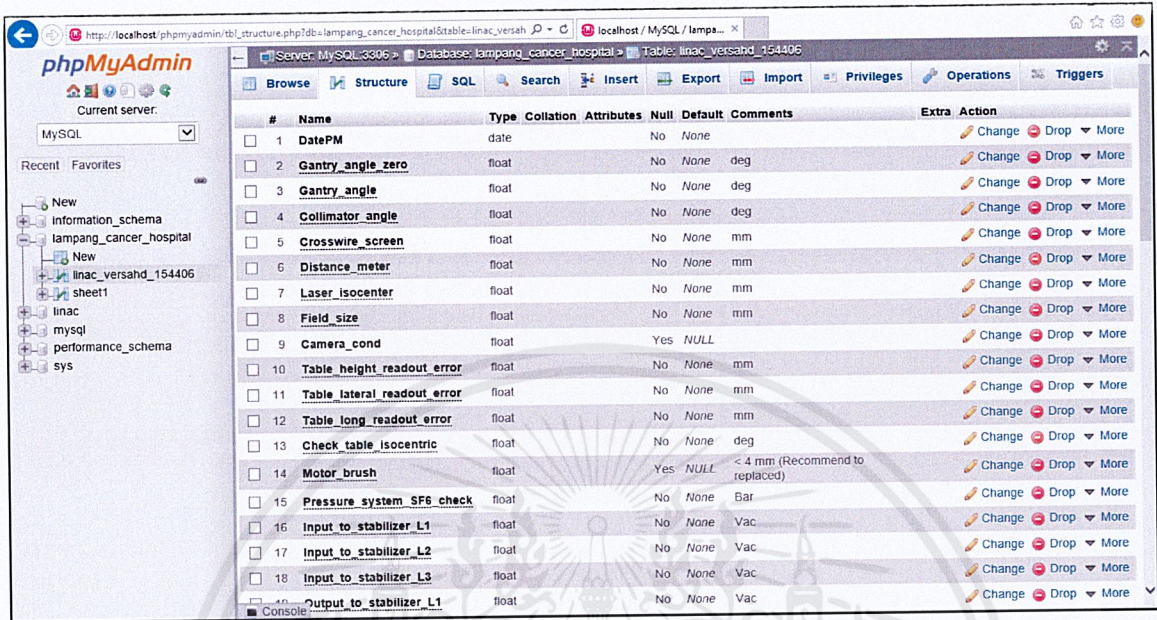 http://localhost/phpmyadmin/tbl_structure.php?db=lampang_cancer_hospital&table=linac_versah
localhost / MySQL / lampa... ×
phpMyAdmin
Current server:
MySQL
Recent Favorites
New
information_schema
lampang_cancer_hospital
New
linac_versahd_154406
sheet1
linac
mysql
performance_schema
sys
Server: MySQL:3306 » Database: lampang_cancer_hospital » Table: linac_versahd_154406
Browse Structure SQL Search Insert Export Import Privileges Operations Triggers
# Name Type Collation Attributes Null Default Comments Extra Action
1 DatePM date No None Change Drop More
2 Gantry_angle_zero float No None deg Change Drop More
3 Gantry_angle float No None deg Change Drop More
4 Collimator_angle float No None deg Change Drop More
5 Crosswire_screen float No None mm Change Drop More
6 Distance_meter float No None mm Change Drop More
7 Laser_isocenter float No None mm Change Drop More
8 Field_size float No None mm Change Drop More
9 Camera_cond float Yes NULL Change Drop More
10 Table_height_readout_error float No None mm Change Drop More
11 Table_lateral_readout_error float No None mm Change Drop More
12 Table_long_readout_error float No None mm Change Drop More
13 Check_table_isocentric float No None deg Change Drop More
14 Motor_brush float Yes NULL < 4 mm (Recommend to replaced) Change Drop More
15 Pressure_system_SF6_check float No None Bar Change Drop More
16 Input_to_stabilizer_L1 float No None Vac Change Drop More
17 Input_to_stabilizer_L2 float No None Vac Change Drop More
18 Input_to_stabilizer_L3 float No None Vac Change Drop More
Output_to_stabilizer_L1 float No None Vac Change Drop More
Console